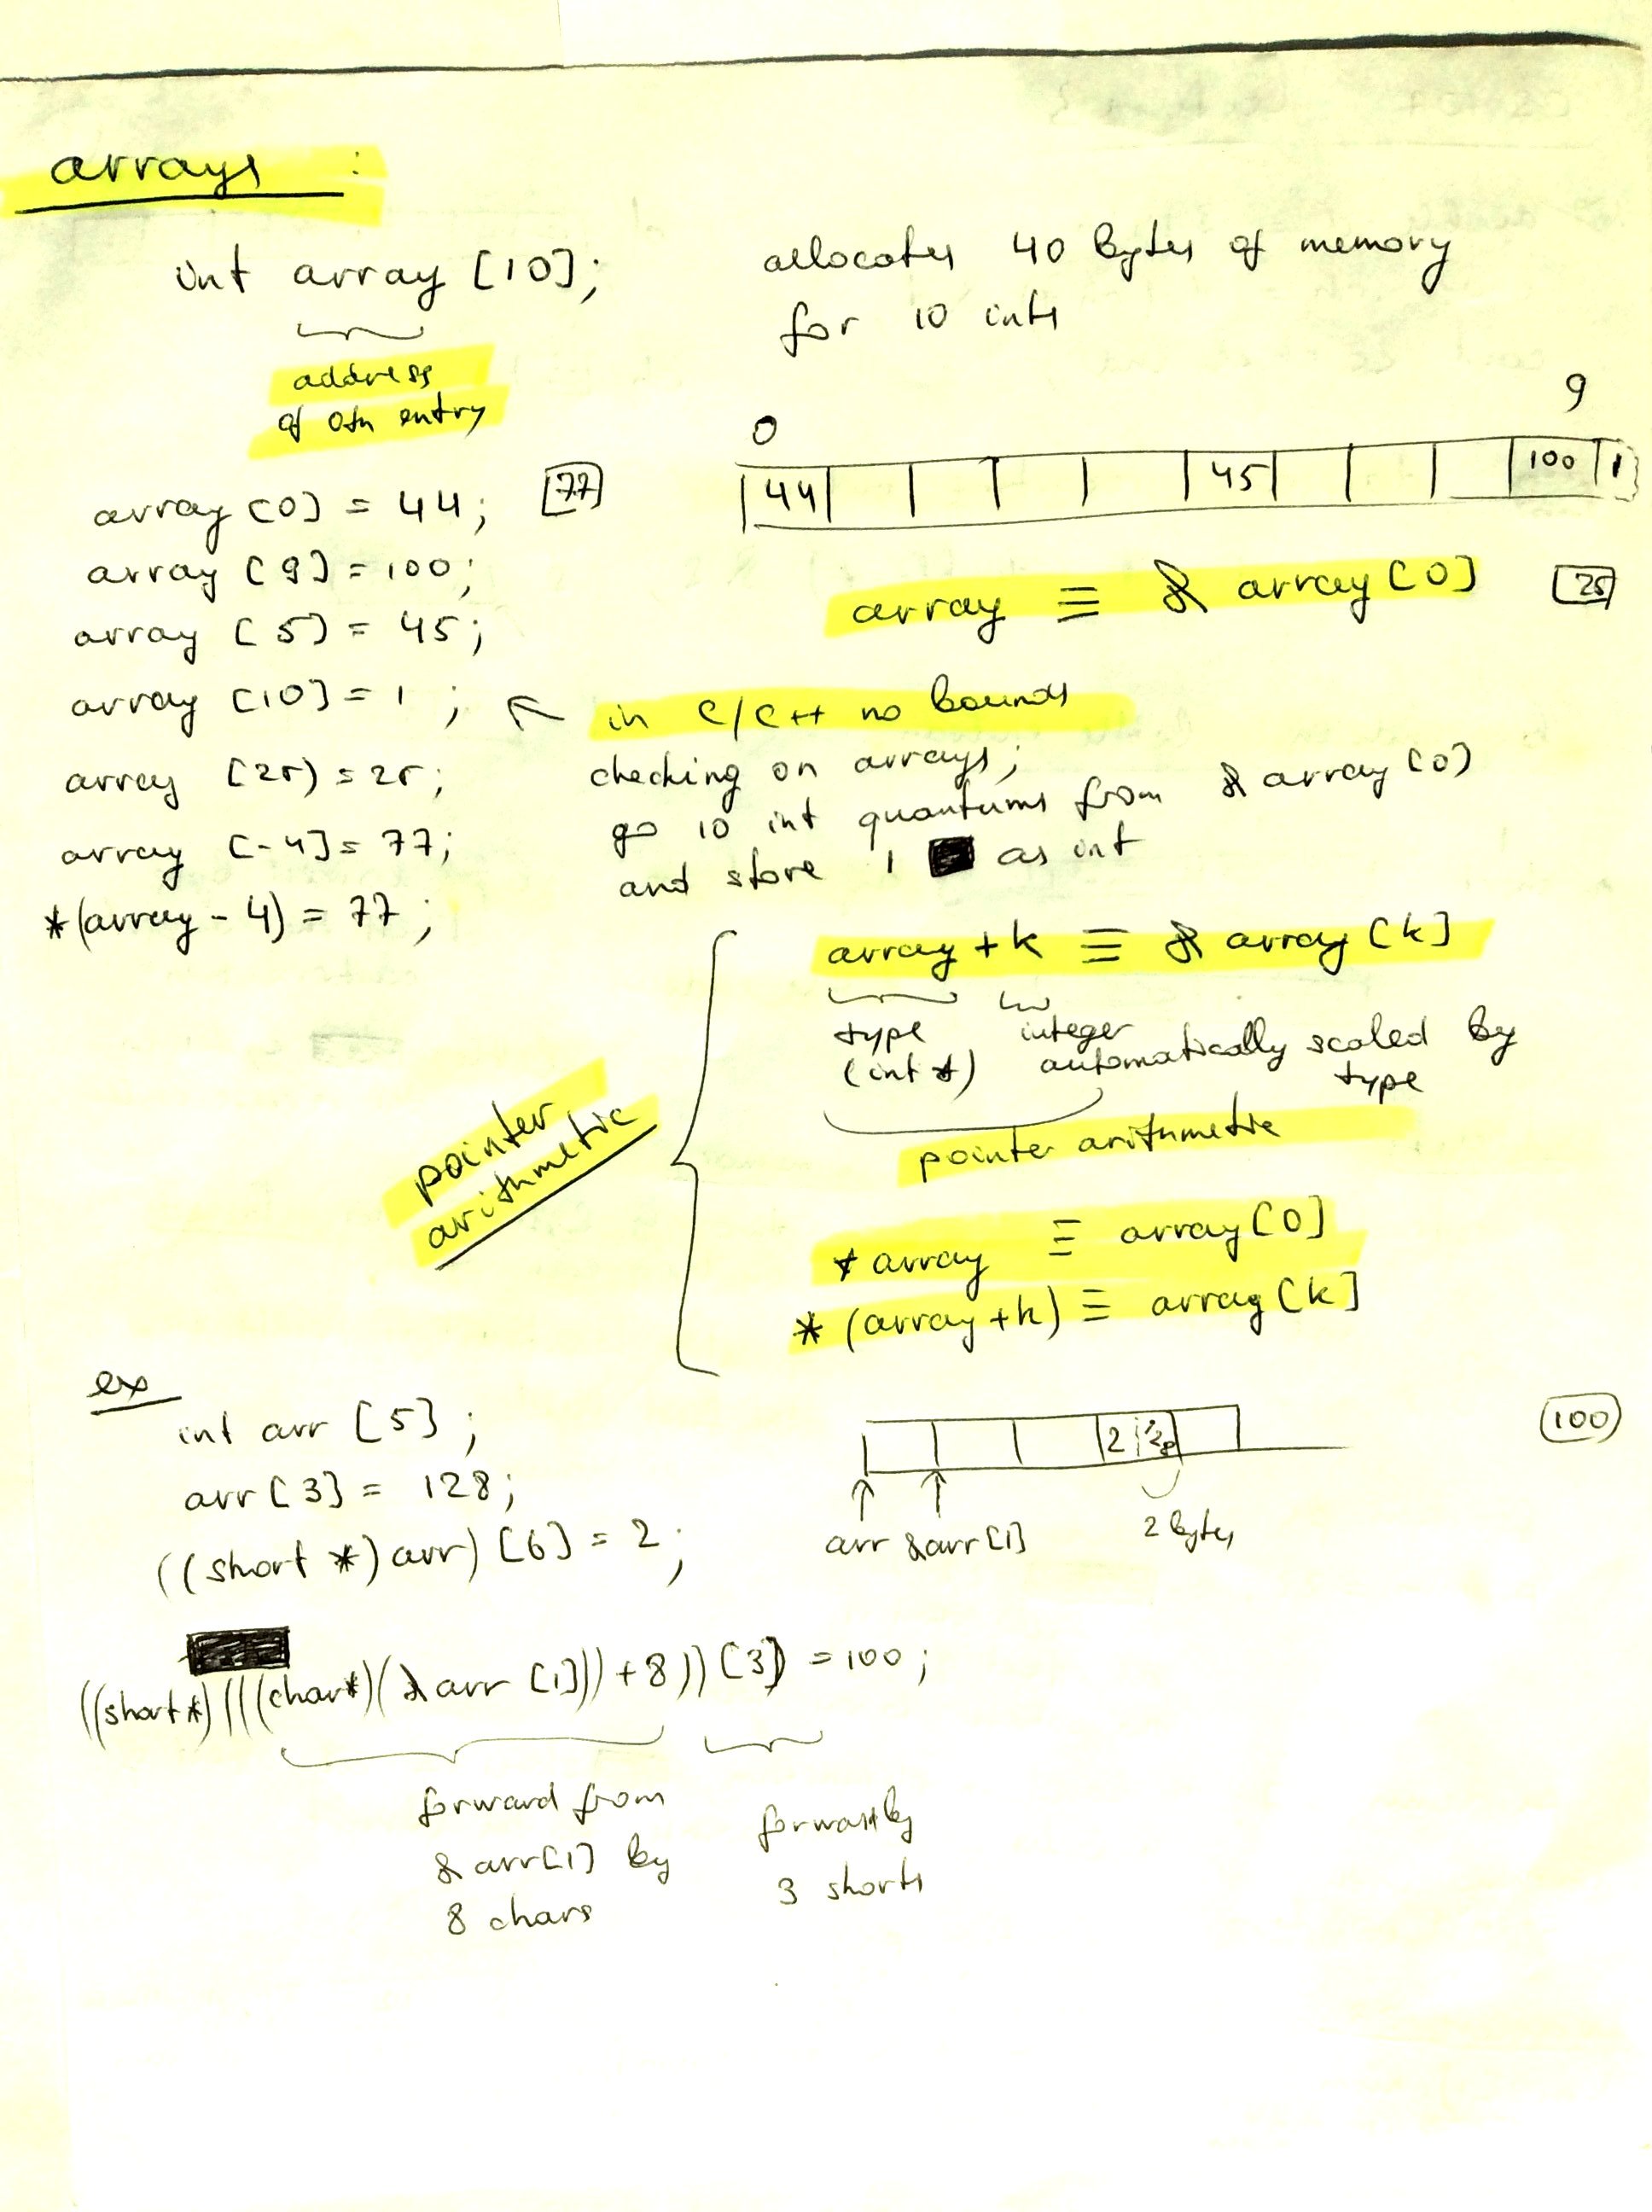 arrays :
int array [10];
allocates 40 bytes of memory
for 10 ints
address
of 0th entry
0
9
44 45 100 1
77
array [0] = 44;
array [9] = 100;
array [5] = 45;
array [10] = 1 ;
array [25] = 25;
array [-4] = 77;
*(array - 4) = 77 ;
array ≡ & array [0]
25
← in C/C++ no bounds
checking on arrays;
go 10 int quantums from & array [0]
and store 1 as int
array + k ≡ & array [k]
type integer
(int *) automatically scaled by
type
pointer arithmetic
pointer
arithmetic
* array ≡ array [0]
* (array + k) ≡ array [k]
ex
int arr [5] ;
arr [3] = 128;
((short *) arr) [6] = 2 ;
2
100
arr &arr[1]
2 bytes
((short*) (((char*)(& arr [1])) + 8)) [3] = 100 ;
forward from
& arr[1] by
8 chars
forward by
3 shorts